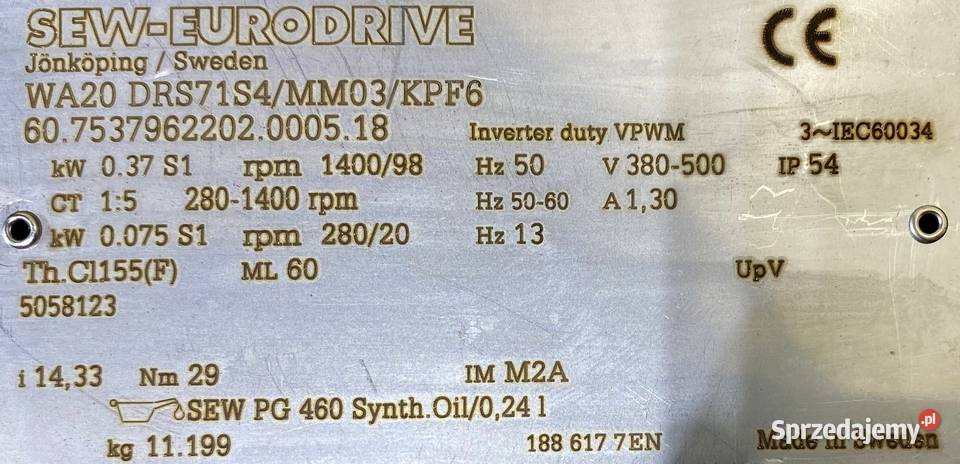 SEW-EURODRIVE
CE
Jönköping / Sweden
WA20 DRS71S4/MM03/KPF6
60.7537962202.0005.18 Inverter duty VPWM 3~IEC60034
kW 0.37 S1 rpm 1400/98 Hz 50 V 380-500 IP 54
CT 1:5 280-1400 rpm Hz 50-60 A 1,30
kW 0.075 S1 rpm 280/20 Hz 13
Th.Cl155(F) ML 60 UpV
5058123
i 14,33 Nm 29 IM M2A
SEW PG 460 Synth.Oil/0,24 l
kg 11.199 188 617 7EN Made in Sweden
Sprzedajemy.pl